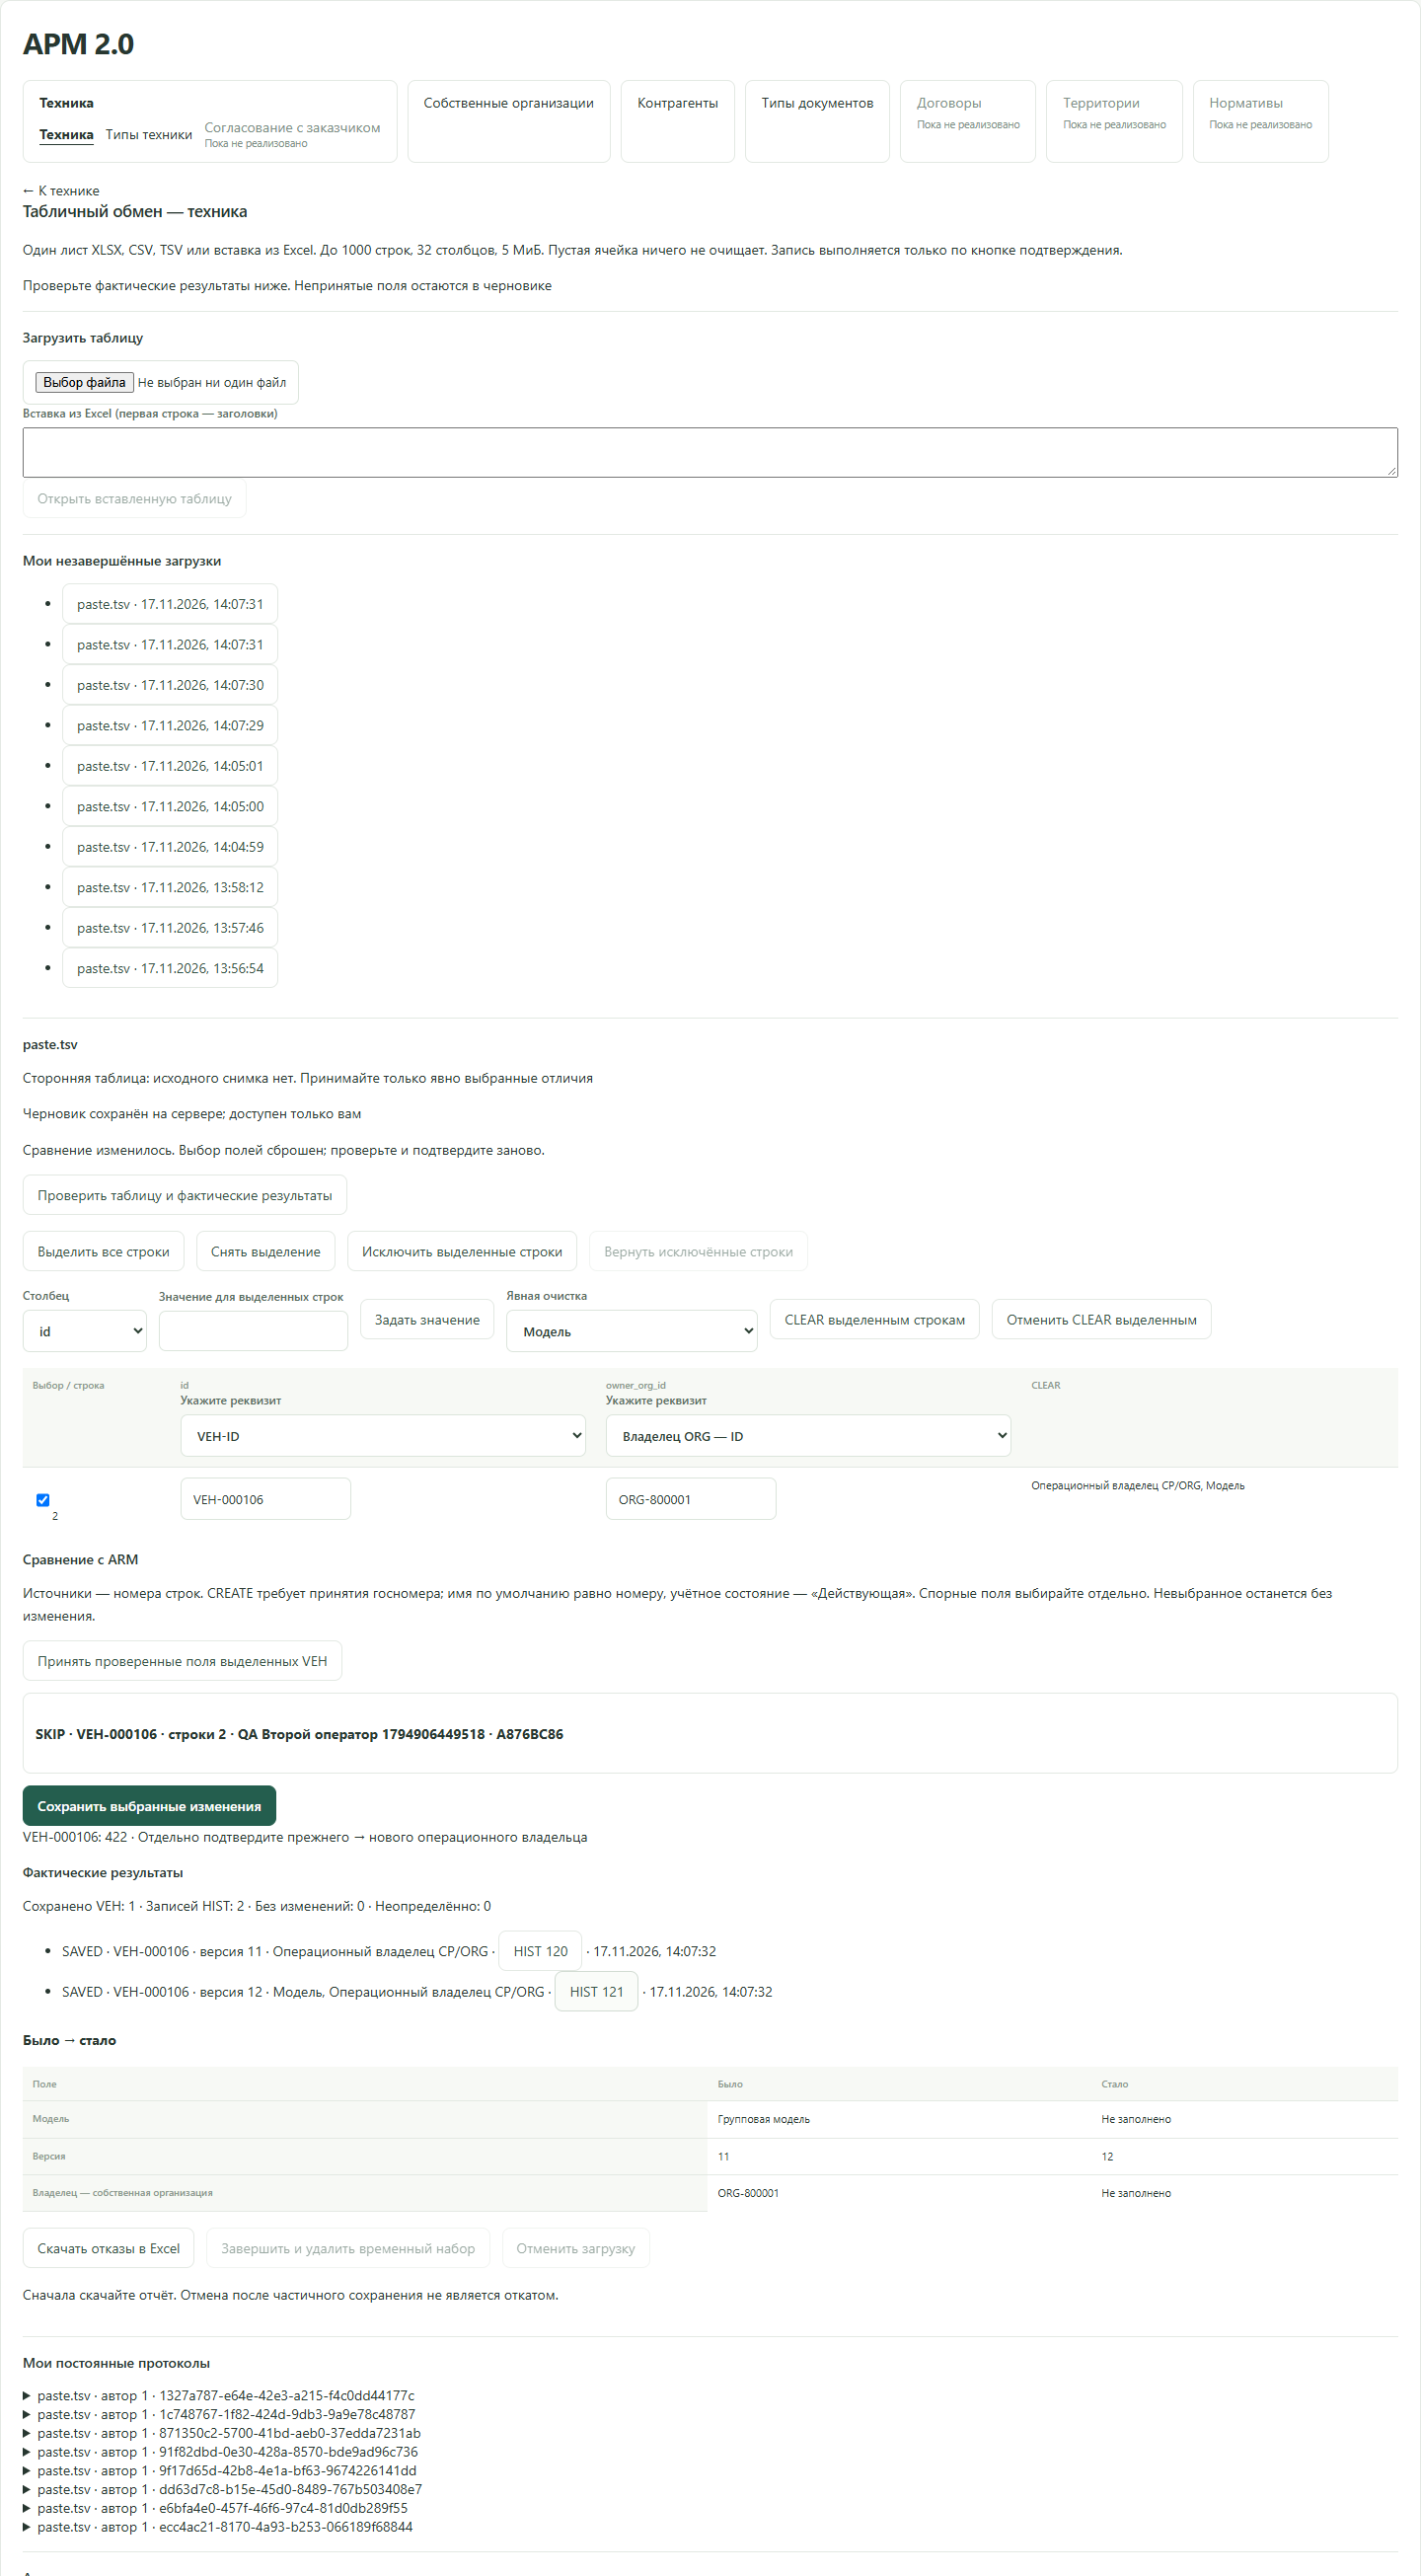 АРМ 2.0
Техника
Техника Типы техники Согласование с заказчиком
Пока не реализовано
Собственные организации
Контрагенты
Типы документов
Договоры
Пока не реализовано
Территории
Пока не реализовано
Нормативы
Пока не реализовано
← К технике
Табличный обмен — техника
Один лист XLSX, CSV, TSV или вставка из Excel. До 1000 строк, 32 столбцов, 5 МиБ. Пустая ячейка ничего не очищает. Запись выполняется только по кнопке подтверждения.
Проверьте фактические результаты ниже. Непринятые поля остаются в черновике
Загрузить таблицу
Выбор файла Не выбран ни один файл
Вставка из Excel (первая строка — заголовки)
Открыть вставленную таблицу
Мои незавершённые загрузки
• paste.tsv · 17.11.2026, 14:07:31
• paste.tsv · 17.11.2026, 14:07:31
• paste.tsv · 17.11.2026, 14:07:30
• paste.tsv · 17.11.2026, 14:07:29
• paste.tsv · 17.11.2026, 14:05:01
• paste.tsv · 17.11.2026, 14:05:00
• paste.tsv · 17.11.2026, 14:04:59
• paste.tsv · 17.11.2026, 13:58:12
• paste.tsv · 17.11.2026, 13:57:46
• paste.tsv · 17.11.2026, 13:56:54
paste.tsv
Сторонняя таблица: исходного снимка нет. Принимайте только явно выбранные отличия
Черновик сохранён на сервере; доступен только вам
Сравнение изменилось. Выбор полей сброшен; проверьте и подтвердите заново.
Проверить таблицу и фактические результаты
Выделить все строки Снять выделение Исключить выделенные строки Вернуть исключённые строки
Столбец Значение для выделенных строк Явная очистка
id Задать значение Модель CLEAR выделенным строкам Отменить CLEAR выделенным
Выбор / строка id owner_org_id CLEAR
Укажите реквизит Укажите реквизит
VEH-ID Владелец ORG — ID
2 VEH-000106 ORG-800001 Операционный владелец CP/ORG, Модель
Сравнение с ARM
Источники — номера строк. CREATE требует принятия госномера; имя по умолчанию равно номеру, учётное состояние — «Действующая». Спорные поля выбирайте отдельно. Невыбранное останется без
изменения.
Принять проверенные поля выделенных VEH
SKIP · VEH-000106 · строки 2 · QA Второй оператор 1794906449518 · A876BC86
Сохранить выбранные изменения
VEH-000106: 422 · Отдельно подтвердите прежнего → нового операционного владельца
Фактические результаты
Сохранено VEH: 1 · Записей HIST: 2 · Без изменений: 0 · Неопределённо: 0
• SAVED · VEH-000106 · версия 11 · Операционный владелец CP/ORG · HIST 120 · 17.11.2026, 14:07:32
• SAVED · VEH-000106 · версия 12 · Модель, Операционный владелец CP/ORG · HIST 121 · 17.11.2026, 14:07:32
Было → стало
Поле Было Стало
Модель Групповая модель Не заполнено
Версия 11 12
Владелец — собственная организация ORG-800001 Не заполнено
Скачать отказы в Excel Завершить и удалить временный набор Отменить загрузку
Сначала скачайте отчёт. Отмена после частичного сохранения не является откатом.
Мои постоянные протоколы
▶ paste.tsv · автор 1 · 1327a787-e64e-42e3-a215-f4c0dd44177c
▶ paste.tsv · автор 1 · 1c748767-1f82-424d-9db3-9a9e78c48787
▶ paste.tsv · автор 1 · 871350c2-5700-41bd-aeb0-37edda7231ab
▶ paste.tsv · автор 1 · 91f82dbd-0e30-428a-8570-bde9ad96c736
▶ paste.tsv · автор 1 · 9f17d65d-42b8-4e1a-bf63-9674226141dd
▶ paste.tsv · автор 1 · dd63d7c8-b15e-45d0-8489-767b503408e7
▶ paste.tsv · автор 1 · e6bfa4e0-457f-46f6-97c4-81d0db289f55
▶ paste.tsv · автор 1 · ecc4ac21-8170-4a93-b253-066189f68844